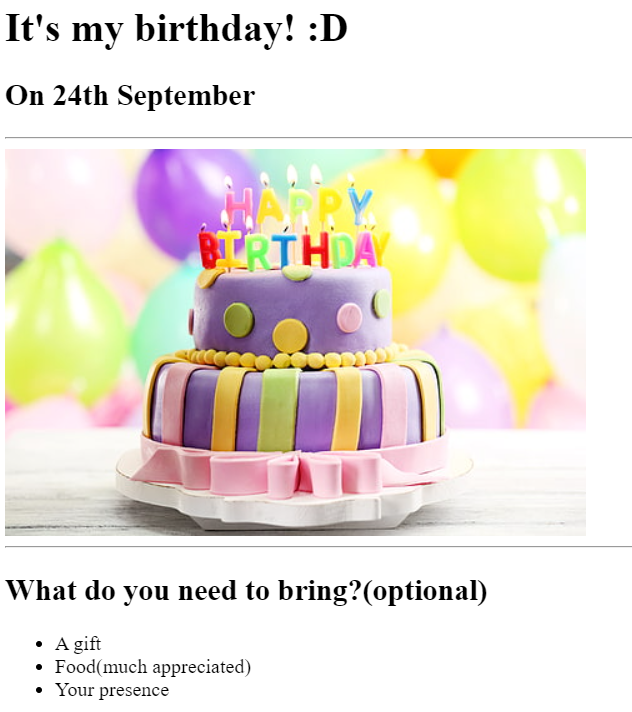 It's my birthday! :D
On 24th September
HAPPY
BIRTHDAY
What do you need to bring?(optional)
A gift
Food(much appreciated)
Your presence